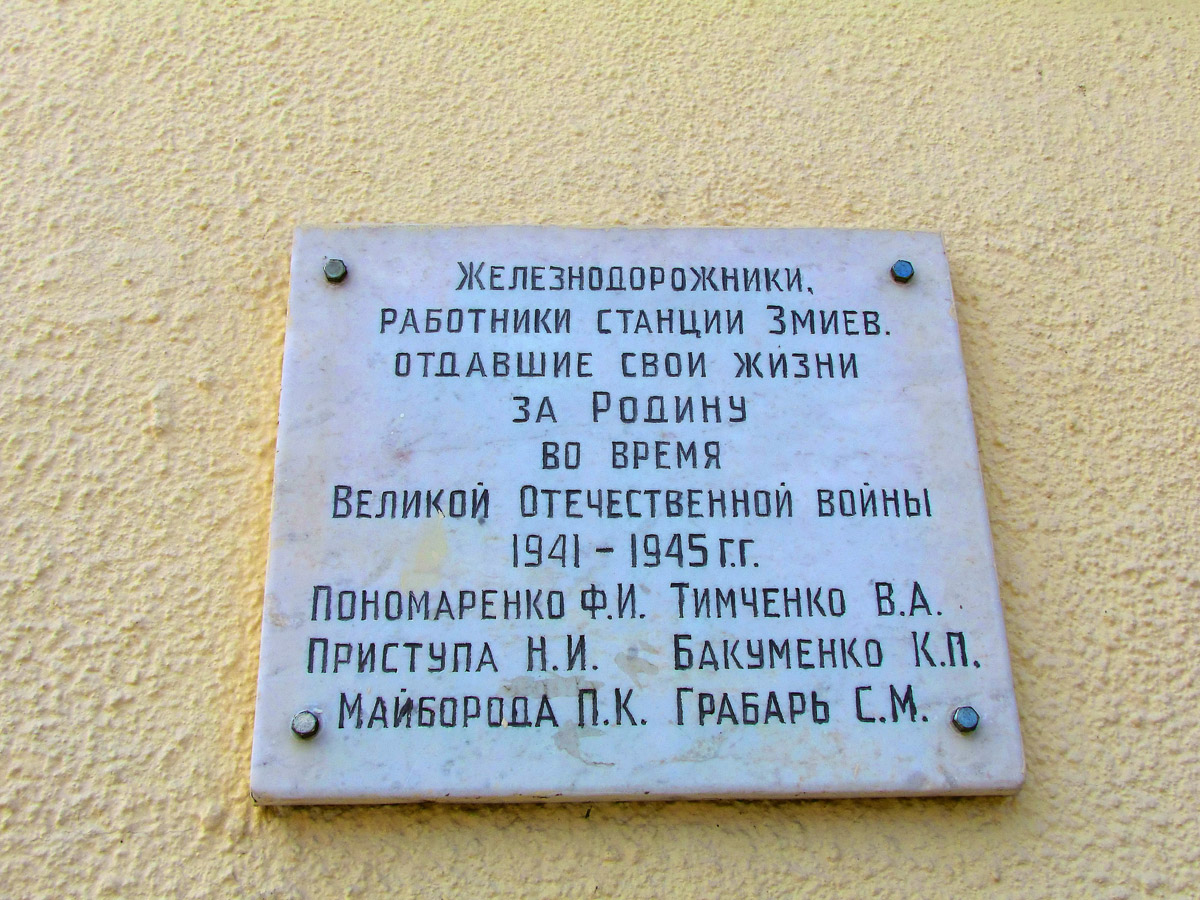 Железнодорожники,
работники станции Змиев.
отдавшие свои жизни
за Родину
во время
Великой Отечественной войны
1941 – 1945 г.г.
Пономаренко Ф.И. Тимченко В.А.
Приступа Н.И. Бакуменко К.П.
Майборода П.К. Грабарь С.М.